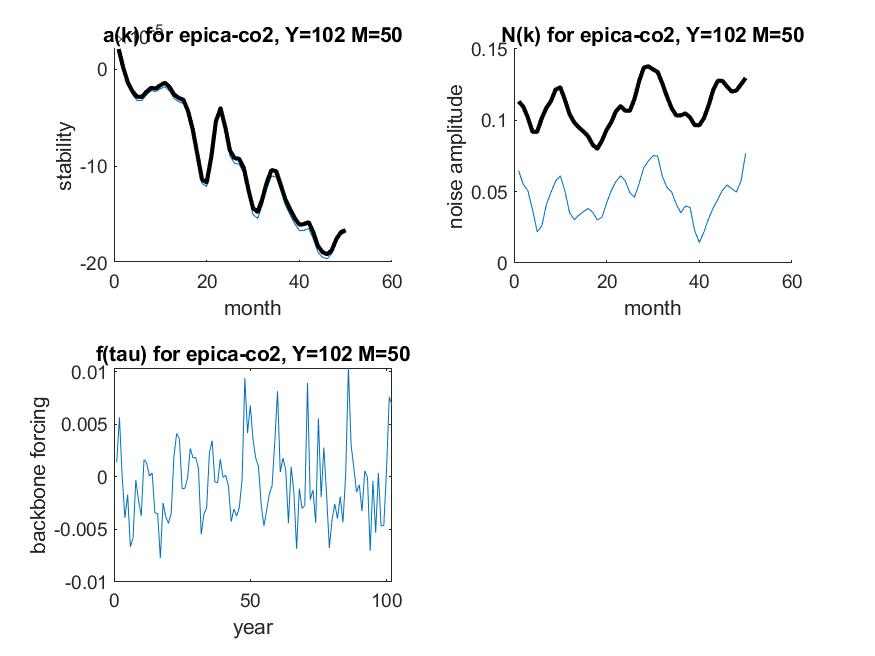 a(k) for epica-co2, Y=102 M=50
0
-10
-20
0
20
40
60
stability
month
N(k) for epica-co2, Y=102 M=50
0.15
0.1
0.05
0
0
20
40
60
noise amplitude
month
f(tau) for epica-co2, Y=102 M=50
0.01
0.005
0
-0.005
-0.01
0
50
100
backbone forcing
year